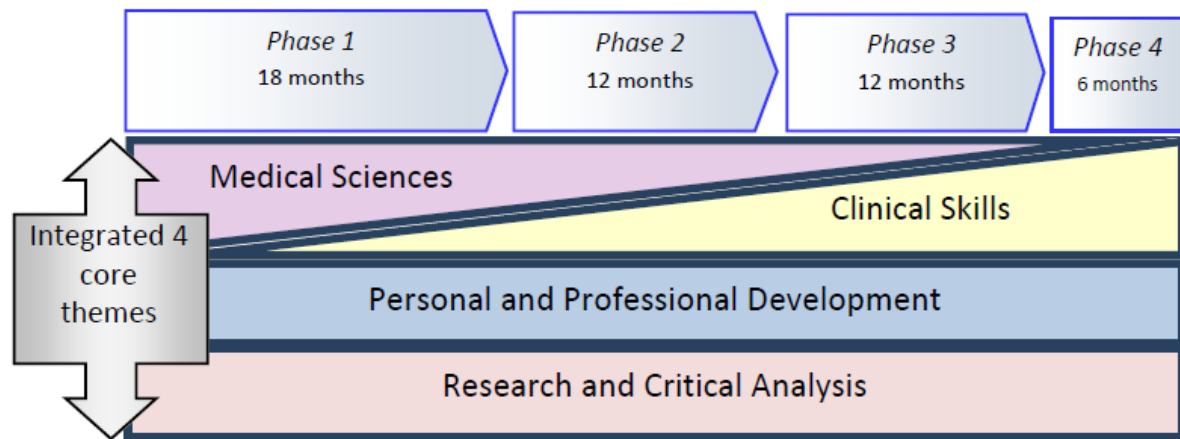 Phase 1
18 months
Phase 2
12 months
Phase 3
12 months
Phase 4
6 months
Medical Sciences
Clinical Skills
Integrated 4
core
themes
Personal and Professional Development
Research and Critical Analysis